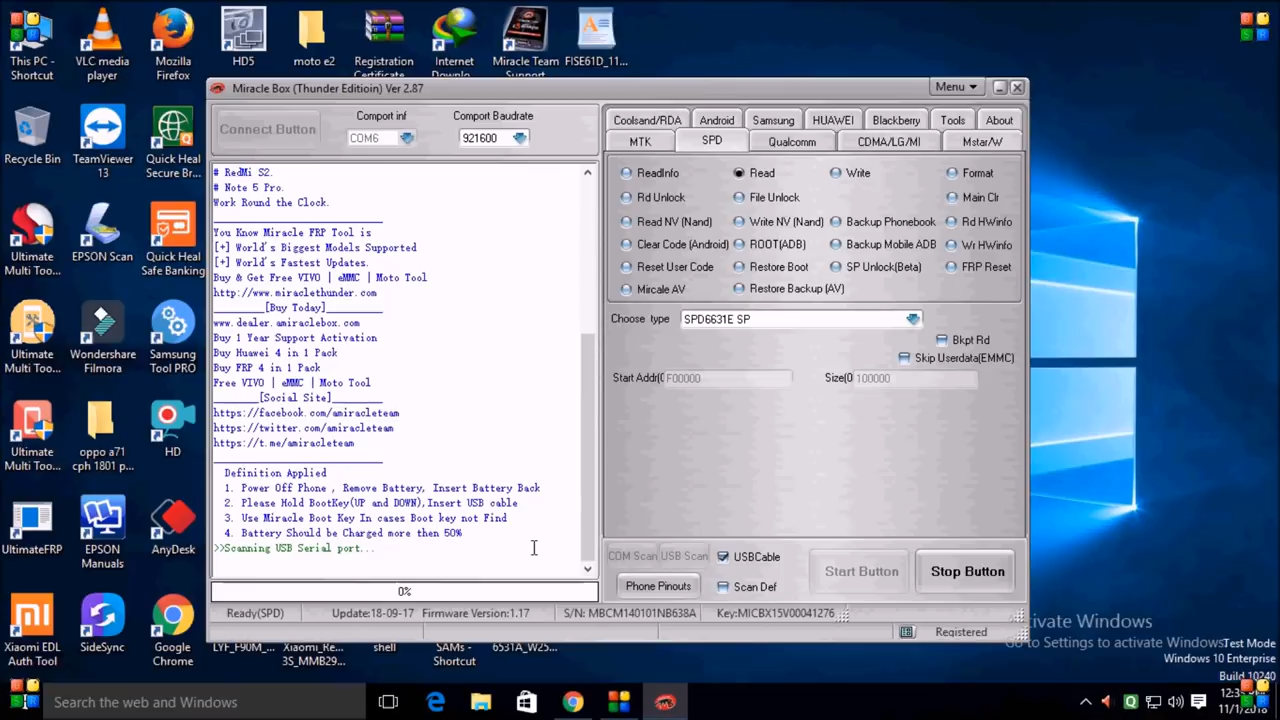 This PC - Shortcut
VLC media player
Mozilla Firefox
HD5
moto e2
Registration Certificate
Internet Downlo...
Miracle Team Support
FISE61D_11...
Recycle Bin
TeamViewer 13
Quick Heal Secure Br...
Ultimate Multi Too...
EPSON Scan
Quick Heal Safe Banking
Ultimate Multi Too...
Wondershare Filmora
Samsung Tool PRO
Ultimate Multi Too...
oppo a71 cph 1801 p...
HD
UltimateFRP
EPSON Manuals
AnyDesk
Xiaomi EDL Auth Tool
SideSync
Google Chrome
LYF_F90M_...
Xiaomi_Re... 3S_MMB29...
shell
SAMs - Shortcut
6531A_W25...
Miracle Box (Thunder Editioin) Ver 2.87
Menu
Connect Button
Comport inf
COM6
Comport Baudrate
921600
# RedMi S2.
# Note 5 Pro.
Work Round the Clock.
You Know Miracle FRP Tool is
[+] World's Biggest Models Supported
[+] World's Fastest Updates.
Buy & Get Free VIVO | eMMC | Moto Tool
http://www.miraclethunder.com
________[Buy Today]________
www.dealer.amiraclebox.com
Buy 1 Year Support Activation
Buy Huawei 4 in 1 Pack
Buy FRP 4 in 1 Pack
Free VIVO | eMMC | Moto Tool
_______[Social Site]________
https://facebook.com/amiracleteam
https://twitter.com/amiracleteam
https://t.me/amiracleteam
Definition Applied
1. Power Off Phone , Remove Battery, Insert Battery Back
2. Please Hold BootKey(UP and DOWN),Insert USB cable
3. Use Miracle Boot Key In cases Boot key not Find
4. Battery Should be Charged more then 50%
>>Scanning USB Serial port...
0%
Coolsand/RDA Android Samsung HUAWEI Blackberry Tools About
MTK SPD Qualcomm CDMA/LG/MI Mstar/W
ReadInfo Read Write Format
Rd Unlock File Unlock Main Clr
Read NV (Nand) Write NV (Nand) Backup Phonebook Rd HWinfo
Clear Code (Android) ROOT(ADB) Backup Mobile ADB Wr HWinfo
Reset User Code Restore Boot SP Unlock(Beta) FRP Reset
Mircale AV Restore Backup (AV)
Choose type SPD6631E SP
Bkpt Rd
Skip Userdata(EMMC)
Start Addr(0 F00000 Size(0 100000
COM Scan USB Scan USBCable
Phone Pinouts Scan Def
Start Button
Stop Button
Ready(SPD) Update:18-09-17 Firmware Version:1.17 S/N: MBCM140101NB638A Key:MICBX15V00041276
Registered
Activate Windows
Go to Settings to activate Windows.
Test Mode
Windows 10 Enterprise
Build 10240
Search the web and Windows
11/1/2018